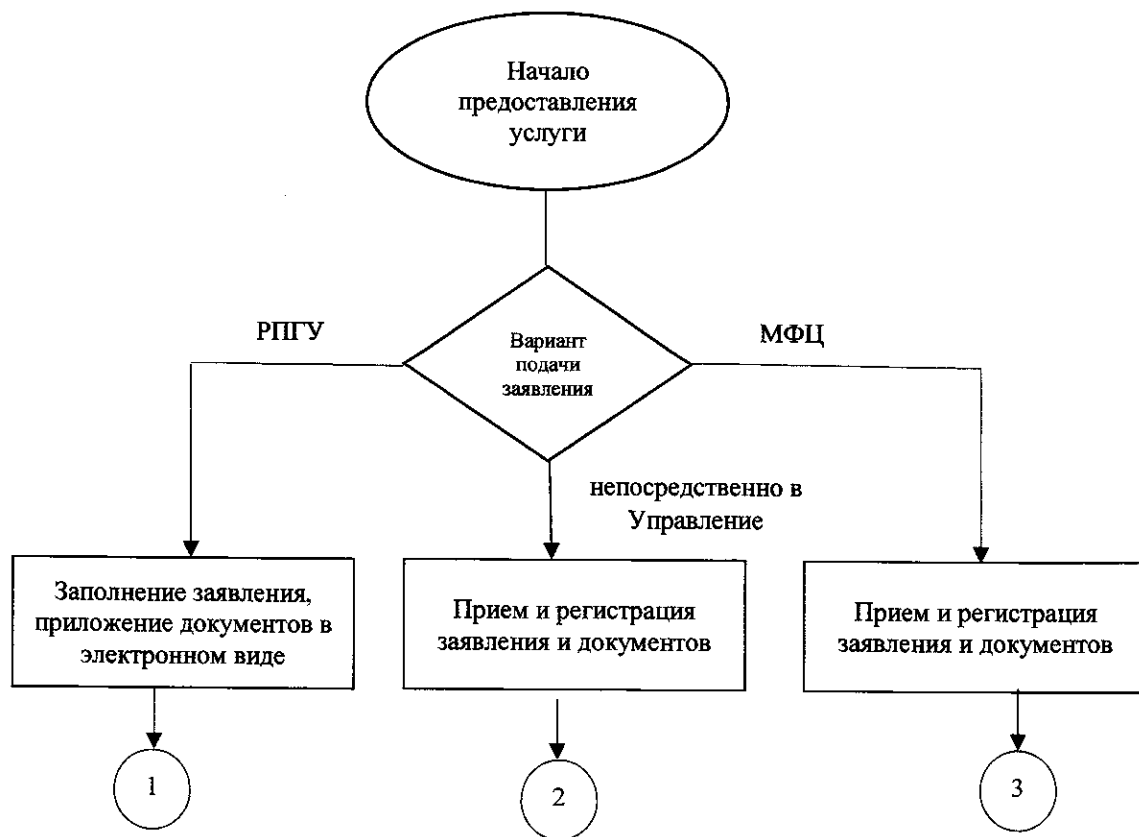 Начало
предоставления
услуги
РПГУ
Вариант
подачи
заявления
МФЦ
непосредственно в
Управление
Заполнение заявления,
приложение документов в
электронном виде
Прием и регистрация
заявления и документов
Прием и регистрация
заявления и документов
1
2
3